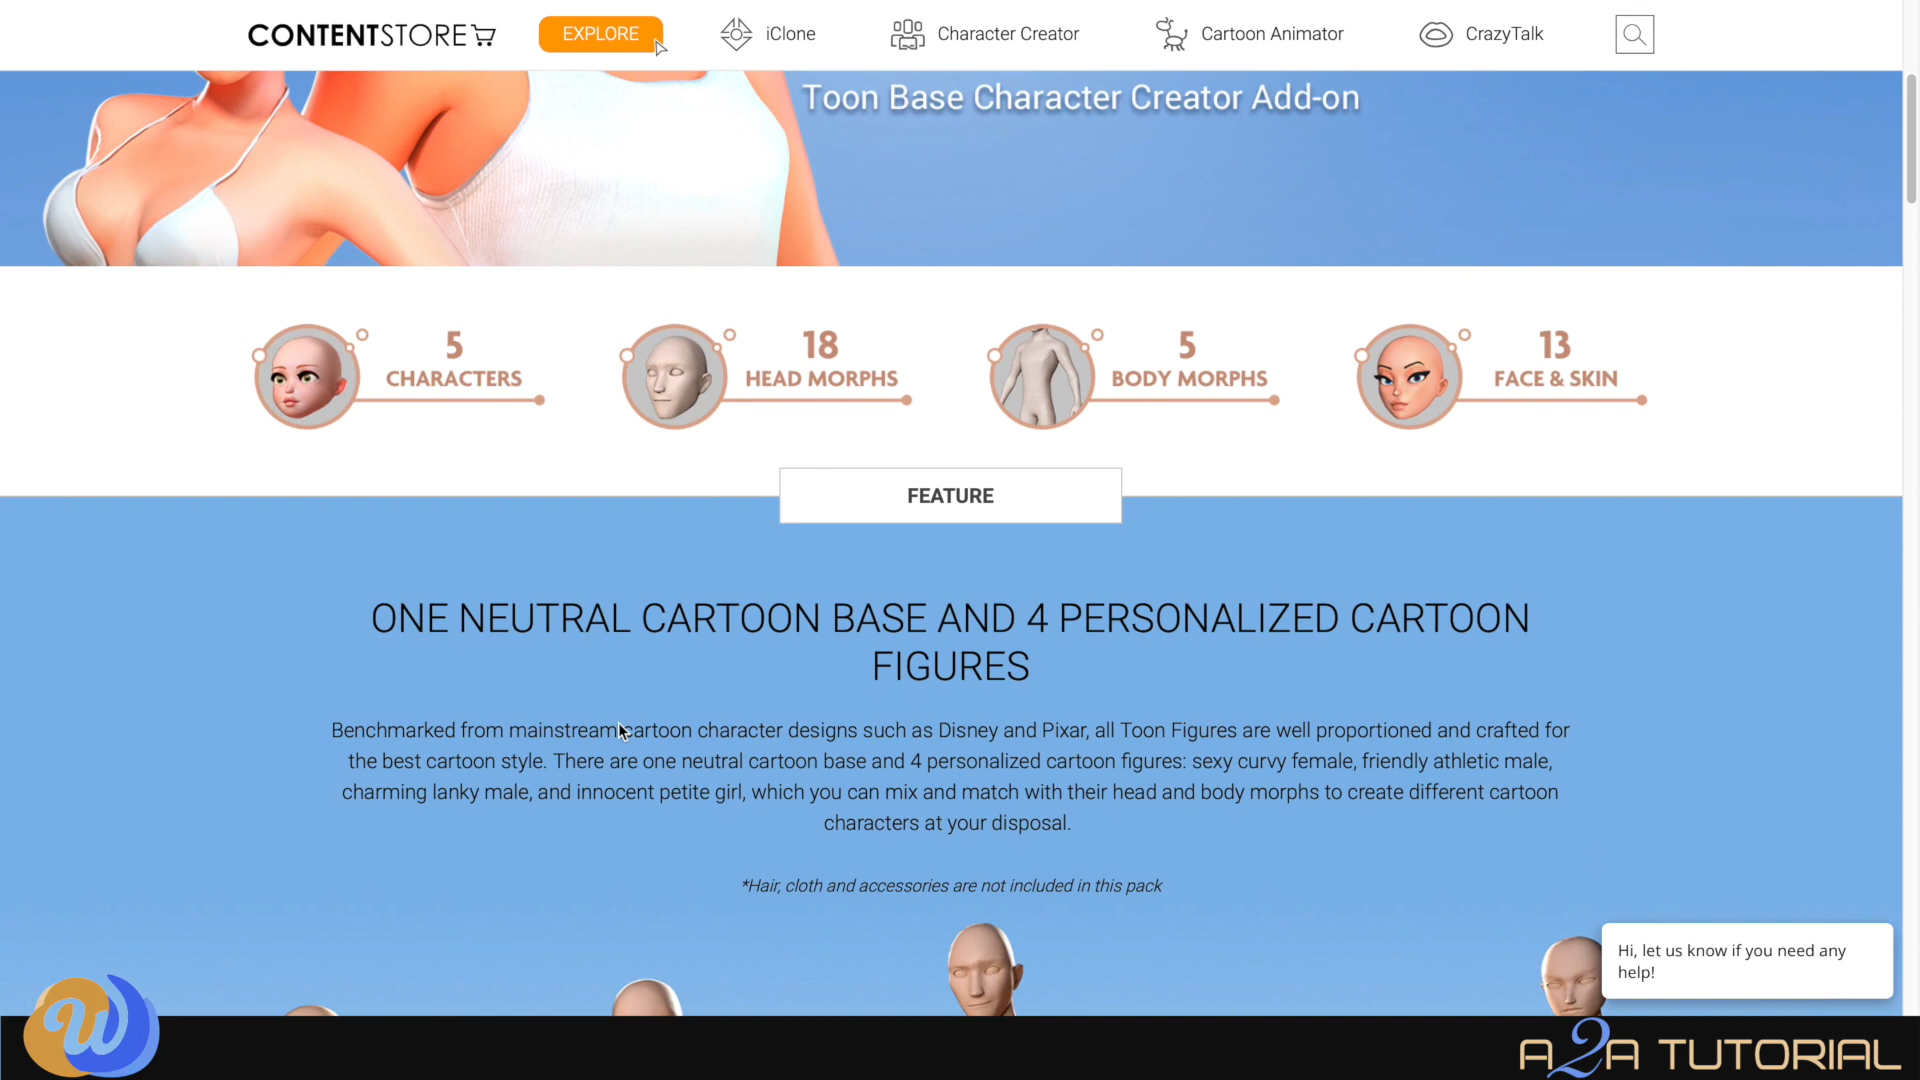 CONTENTSTORE
EXPLORE
iClone
Character Creator
Cartoon Animator
CrazyTalk
Toon Base Character Creator Add-on
5
CHARACTERS
18
HEAD MORPHS
5
BODY MORPHS
13
FACE & SKIN
FEATURE
ONE NEUTRAL CARTOON BASE AND 4 PERSONALIZED CARTOON
FIGURES
Benchmarked from mainstream cartoon character designs such as Disney and Pixar, all Toon Figures are well proportioned and crafted for
the best cartoon style. There are one neutral cartoon base and 4 personalized cartoon figures: sexy curvy female, friendly athletic male,
charming lanky male, and innocent petite girl, which you can mix and match with their head and body morphs to create different cartoon
characters at your disposal.
*Hair, cloth and accessories are not included in this pack
Hi, let us know if you need any
help!
W
A2A TUTORIAL